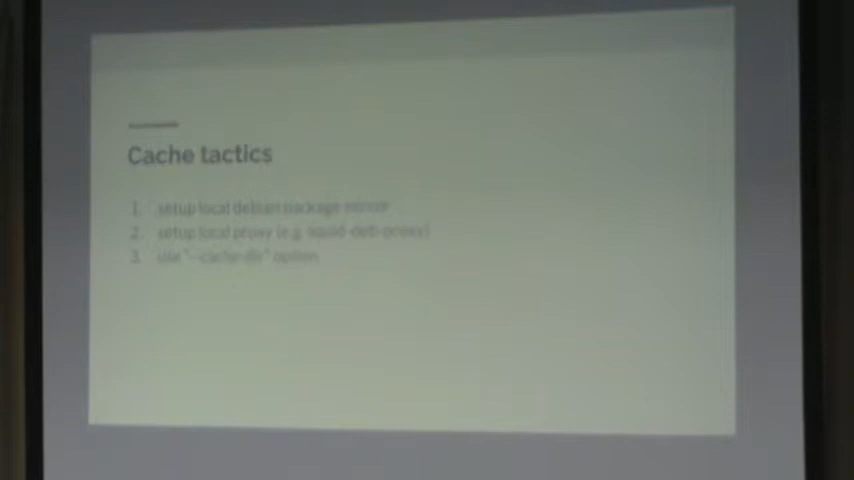 Cache tactics
1. setup local debian package mirror
2. setup local proxy (e.g. squid-deb-proxy)
3. use "--cache-dir" option